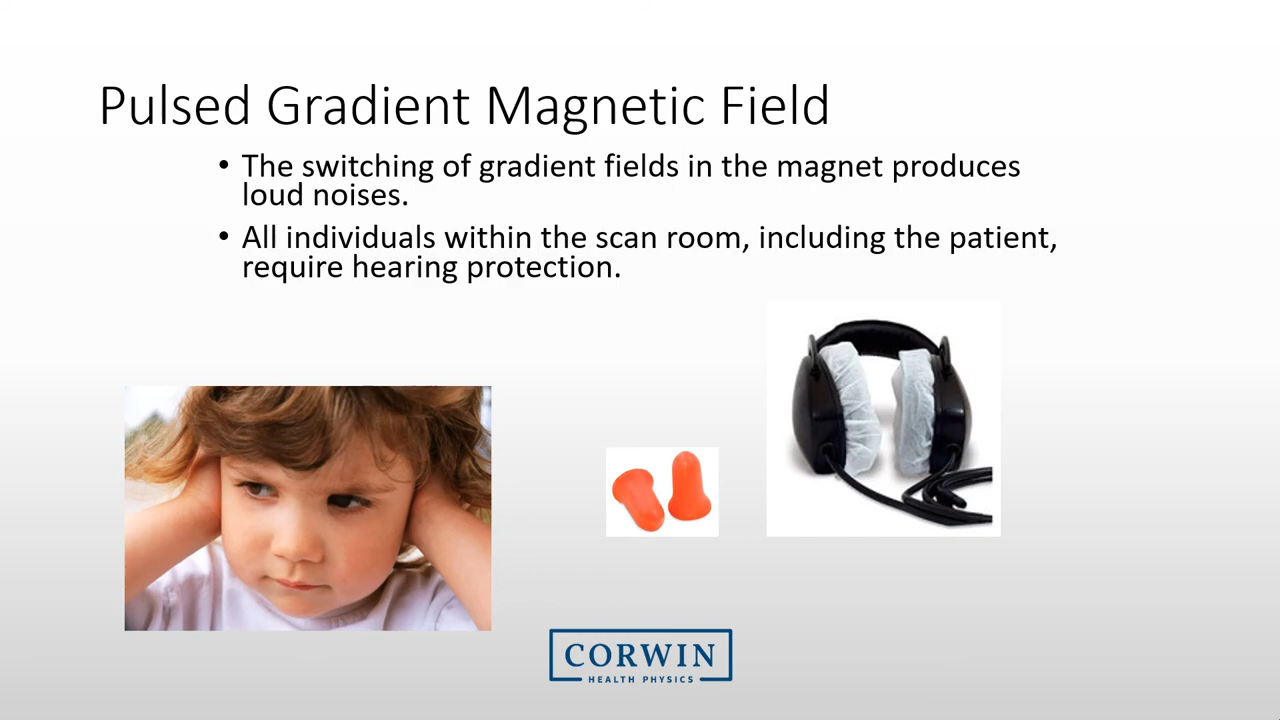 Pulsed Gradient Magnetic Field
• The switching of gradient fields in the magnet produces
loud noises.
• All individuals within the scan room, including the patient,
require hearing protection.
CORWIN
HEALTH PHYSICS